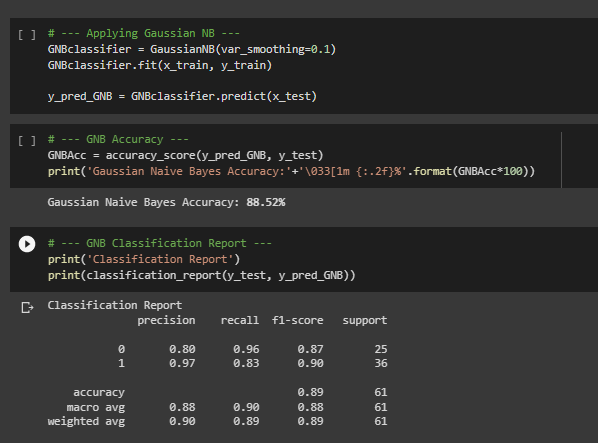 [ ] # --- Applying Gaussian NB ---
GNBclassifier = GaussianNB(var_smoothing=0.1)
GNBclassifier.fit(x_train, y_train)
y_pred_GNB = GNBclassifier.predict(x_test)
[ ] # --- GNB Accuracy ---
GNBAcc = accuracy_score(y_pred_GNB, y_test)
print('Gaussian Naive Bayes Accuracy:'+'\033[1m {:.2f}%'.format(GNBAcc*100))
Gaussian Naive Bayes Accuracy: 88.52%
# --- GNB Classification Report ---
print('Classification Report')
print(classification_report(y_test, y_pred_GNB))
Classification Report
precision recall f1-score support
0 0.80 0.96 0.87 25
1 0.97 0.83 0.90 36
accuracy 0.89 61
macro avg 0.88 0.90 0.88 61
weighted avg 0.90 0.89 0.89 61